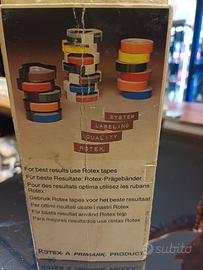 SYSTEM
LABELING
QUALITY
ROTEX
For best results use Rotex tapes
Für beste Resultate: Rotex-Prägebänder
Pour des resultats optima utilisez les rubans
Rotex
Gebruik Rotex tapes voor het beste resultaat
Per ottimi risultati usate i nastri Rotex
För bästa resultat använd Rotex tejp
Para mejores resultados use cintas Rotex
ROTEX-A PRIMARK PRODUCT
subito